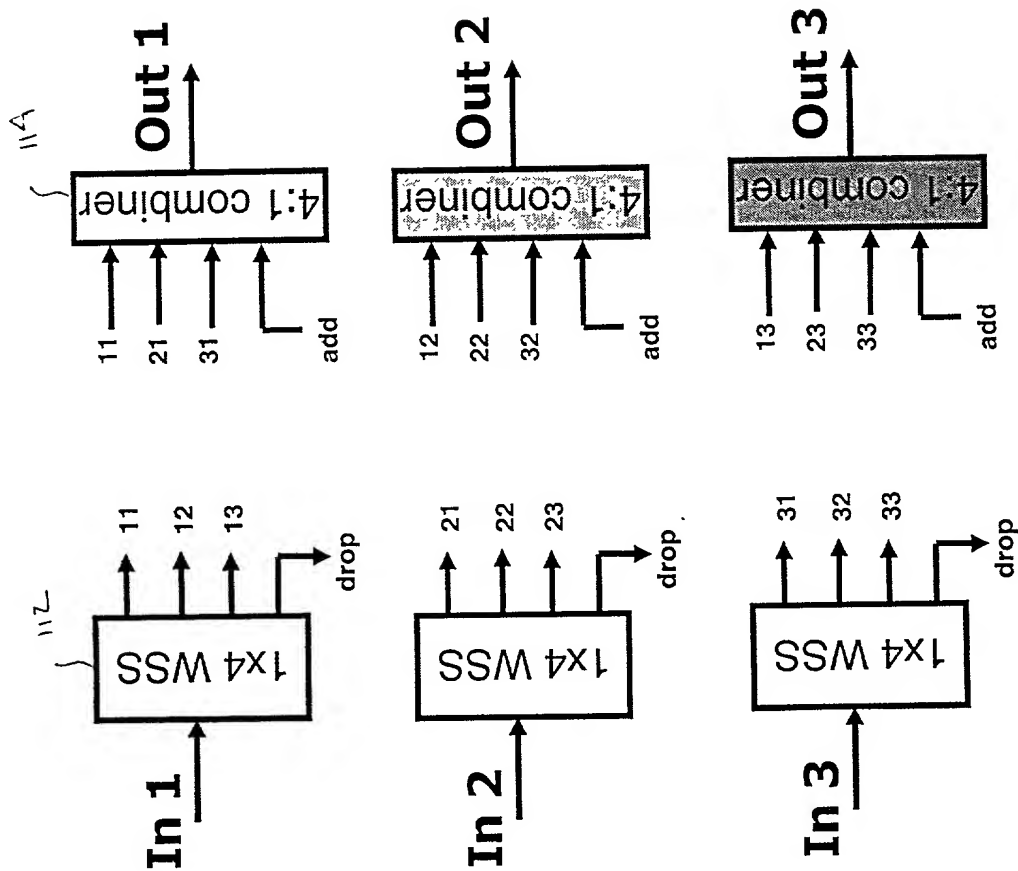 112
114
In 1
1x4 WSS
11
12
13
drop
11
21
31
add
4:1 combiner
Out 1
In 2
1x4 WSS
21
22
23
drop
12
22
32
add
4:1 combiner
Out 2
In 3
1x4 WSS
31
32
33
drop
13
23
33
add
4:1 combiner
Out 3